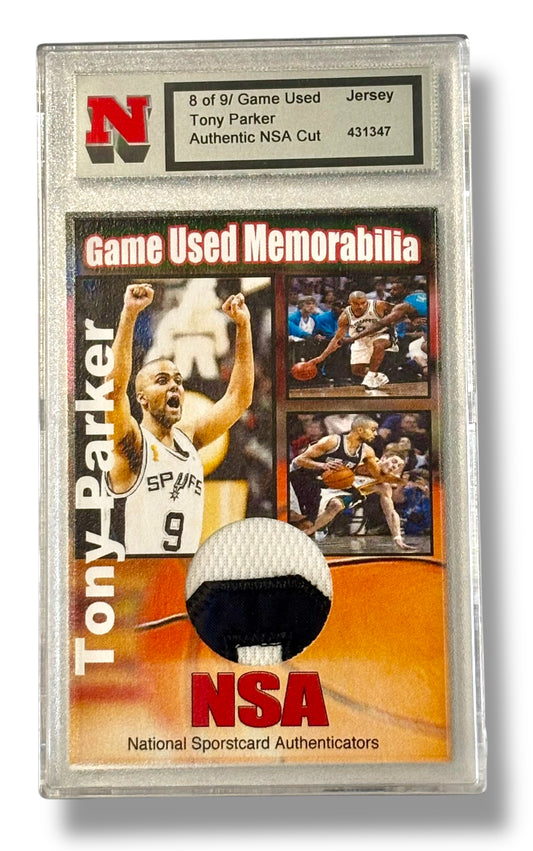 N
8 of 9/ Game Used Jersey
Tony Parker
Authentic NSA Cut 431347
Game Used Memorabilia
Tony Parker
SPURS
9
NSA
National Sporstcard Authenticators